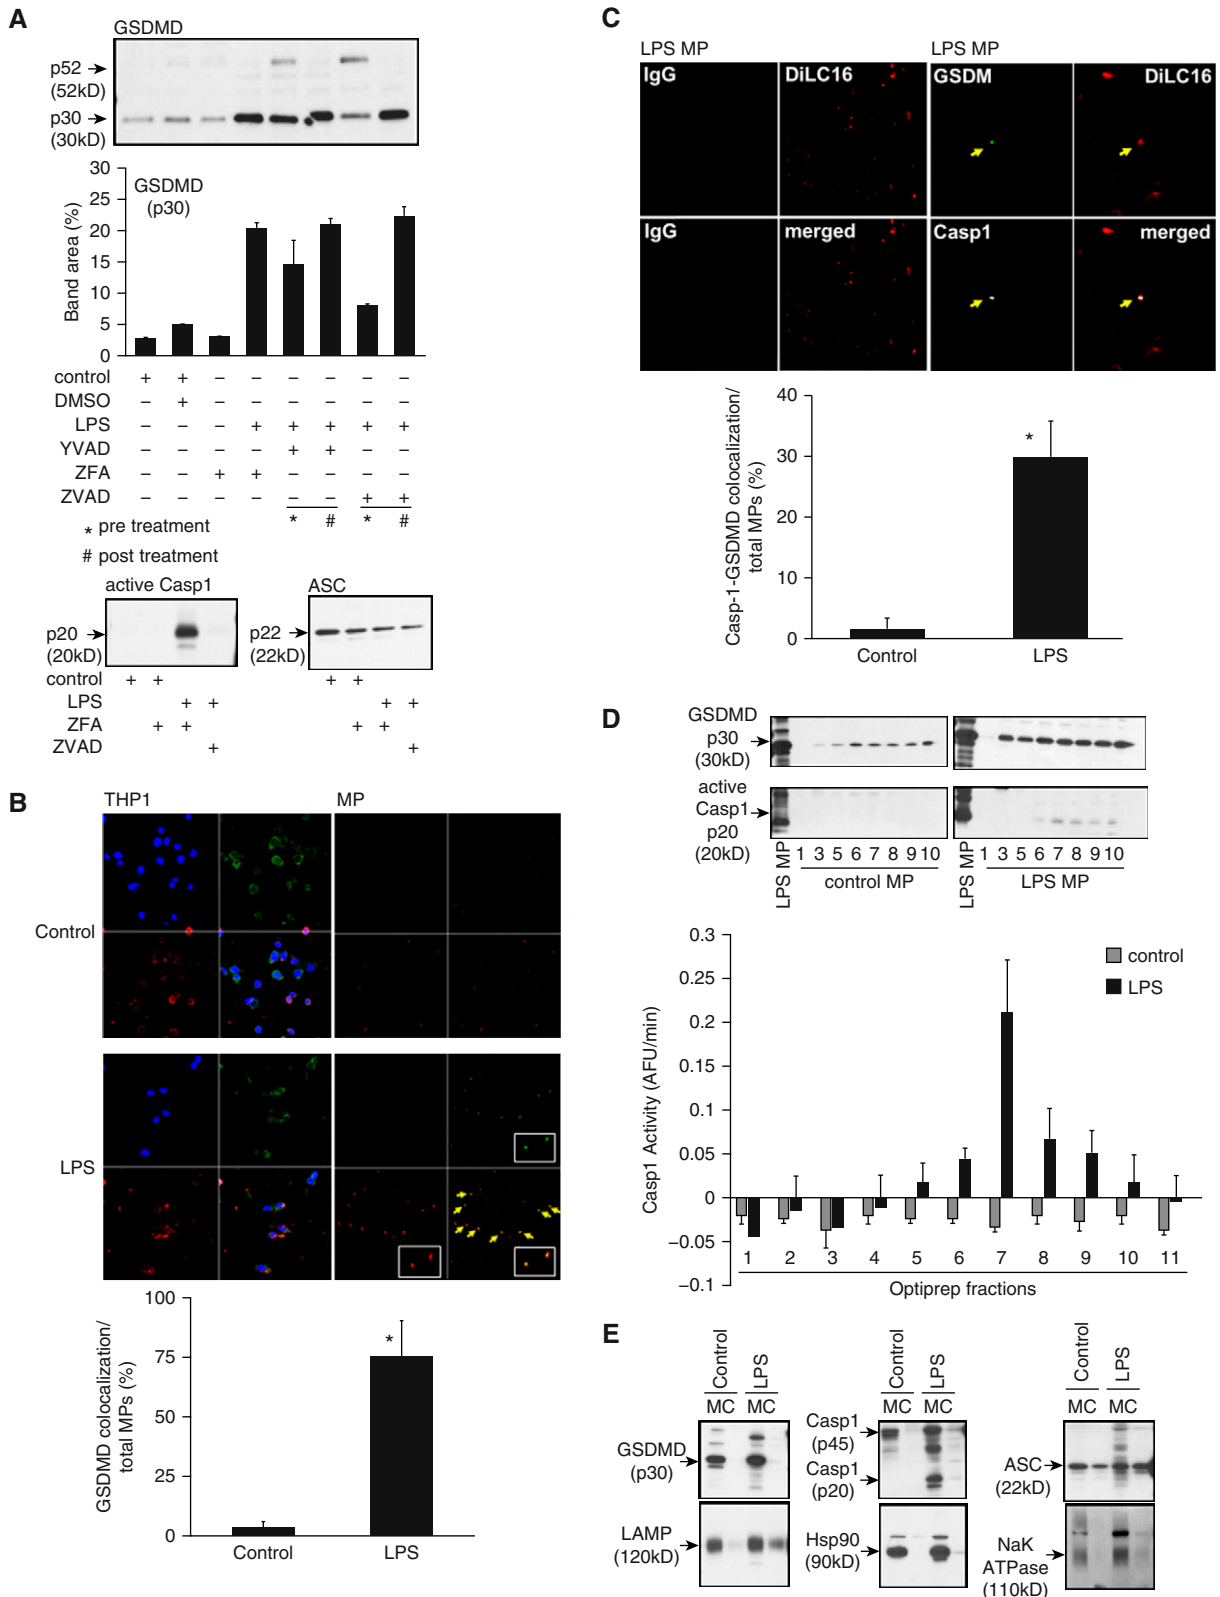 A
GSDMD
p52
(52kD)
p30
(30kD)
30
25
20
15
10
5
0
Band area (%)
GSDMD
(p30)
control + + – – – – – –
DMSO – + – – – – – –
LPS – – – + + + + +
YVAD – – – – + + – –
ZFA – – + + – – – –
ZVAD – – – – – – + +
* # * #
* pre treatment
# post treatment
active Casp1
p20
(20kD)
ASC
p22
(22kD)
control + + + +
LPS + + + +
ZFA + + + +
ZVAD + +
B
THP1 MP
Control
LPS
100
75
50
25
0
GSDMD colocalization/
total MPs (%)
*
Control LPS
C
LPS MP LPS MP
IgG DiLC16 GSDM DiLC16
IgG merged Casp1 merged
40
30
20
10
0
Casp-1-GSDMD colocalization/
total MPs (%)
*
Control LPS
D
GSDMD
p30
(30kD)
active
Casp1
p20
(20kD)
LPS MP 1 3 5 6 7 8 9 10 LPS MP 1 3 5 6 7 8 9 10
control MP LPS MP
0.3
0.25
0.2
0.15
0.1
0.05
0
–0.05
–0.1
Casp1 Activity (AFU/min)
control
LPS
1 2 3 4 5 6 7 8 9 10 11
Optiprep fractions
E
Control LPS Control LPS Control LPS
MC MC MC MC MC MC
GSDMD
(p30)
Casp1
(p45)
Casp1
(p20)
ASC
(22kD)
LAMP
(120kD)
Hsp90
(90kD)
NaK
ATPase
(110kD)